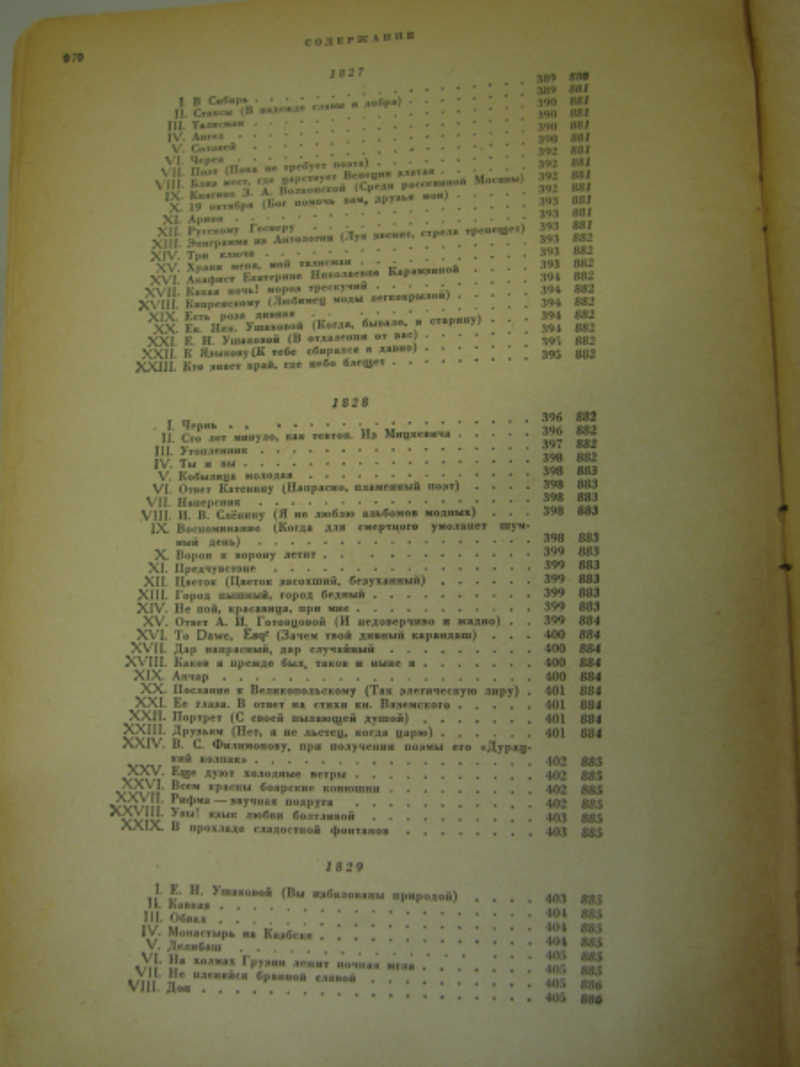 970
СОДЕРЖАНИЕ
1827
I. В Сибирь 389 880
II. Стансы (В надежде славы и добра) 389 881
III. Талисман 390 881
IV. Ангел 390 881
V. Соловей 390 881
VI. Череп 390 881
VII. Поэт (Пока не требует поэта) 392 881
VIII. Близ мест, где царствует Венеция златая 392 881
IX. Княгине З. А. Волконской (Среди рассеянной Москвы) 392 881
X. 19 октября (Бог помочь вам, друзья мои) 392 881
XI. Арион 393 881
XII. Русскому Геснеру 393 881
XIII. Эпиграмма из Антологии (Лук звенит, стрела трепещет) 393 881
XIV. Три ключа 393 882
XV. Храни меня, мой талисман 393 882
XVI. Акафист Екатерине Николаевне Карамзиной 393 882
XVII. Какая ночь! мороз трескучий 394 882
XVIII. Кипренскому (Любимец моды легкокрылой) 394 882
XIX. Есть роза дивная 394 882
XX. Ек. Ник. Ушаковой (Когда, бывало, в старину) 394 882
XXI. Е. Н. Ушаковой (В отдалении от вас) 394 882
XXII. К Языкову (К тебе сбирался я давно) 395 882
XXIII. Кто знает край, где небо блещет 395 882
1828
I. Чернь 396 882
II. Сто лет минуло, как тевтон. Из Мицкевича 396 882
III. Утопленник 397 882
IV. Ты и вы 398 882
V. Кобылица молодая 398 883
VI. Ответ Катенину (Напрасно, пламенный поэт) 398 883
VII. Наперсник 398 883
VIII. И. В. Слёнину (Я не люблю альбомов модных) 398 883
IX. Воспоминание (Когда для смертного умолкнет шум-
ный день) 398 883
X. Ворон к ворону летит 399 883
XI. Предчувствие 399 883
XII. Цветок (Цветок засохший, безуханный) 399 883
XIII. Город пышный, город бедный 399 883
XIV. Не пой, красавица, при мне 399 883
XV. Ответ А. И. Готовцовой (И недоверчиво и жадно) 399 884
XVI. To Dawe, Esqʳ (Зачем твой дивный карандаш) 400 884
XVII. Дар напрасный, дар случайный 400 884
XVIII. Каков я прежде был, таков и ныне я 400 884
XIX. Анчар 400 884
XX. Послание к Великопольскому (Так элегическую лиру) 401 884
XXI. Ее глаза. В ответ на стихи кн. Вяземского 401 884
XXII. Портрет (С своей пылающей душой) 401 884
XXIII. Друзьям (Нет, я не льстец, когда царю) 401 884
XXIV. В. С. Филимонову, при получении поэмы его «Дурац-
кий колпак» 402 885
XXV. Еще дуют холодные ветры 402 885
XXVI. Всем красны боярские конюшни 402 885
XXVII. Рифма — звучная подруга 402 885
XXVIII. Увы! язык любви болтливой 403 885
XXIX. В прохладе сладостной фонтанов 403 885
1829
I. Е. Н. Ушаковой (Вы избалованы природой) 403 885
II. Кавказ 404 885
III. Обвал 404 885
IV. Монастырь на Казбеке 404 885
V. Делибаш 405 885
VI. На холмах Грузии лежит ночная мгла 405 885
VII. Не пленяйся бранной славой 405 886
VIII. Дон 405 886